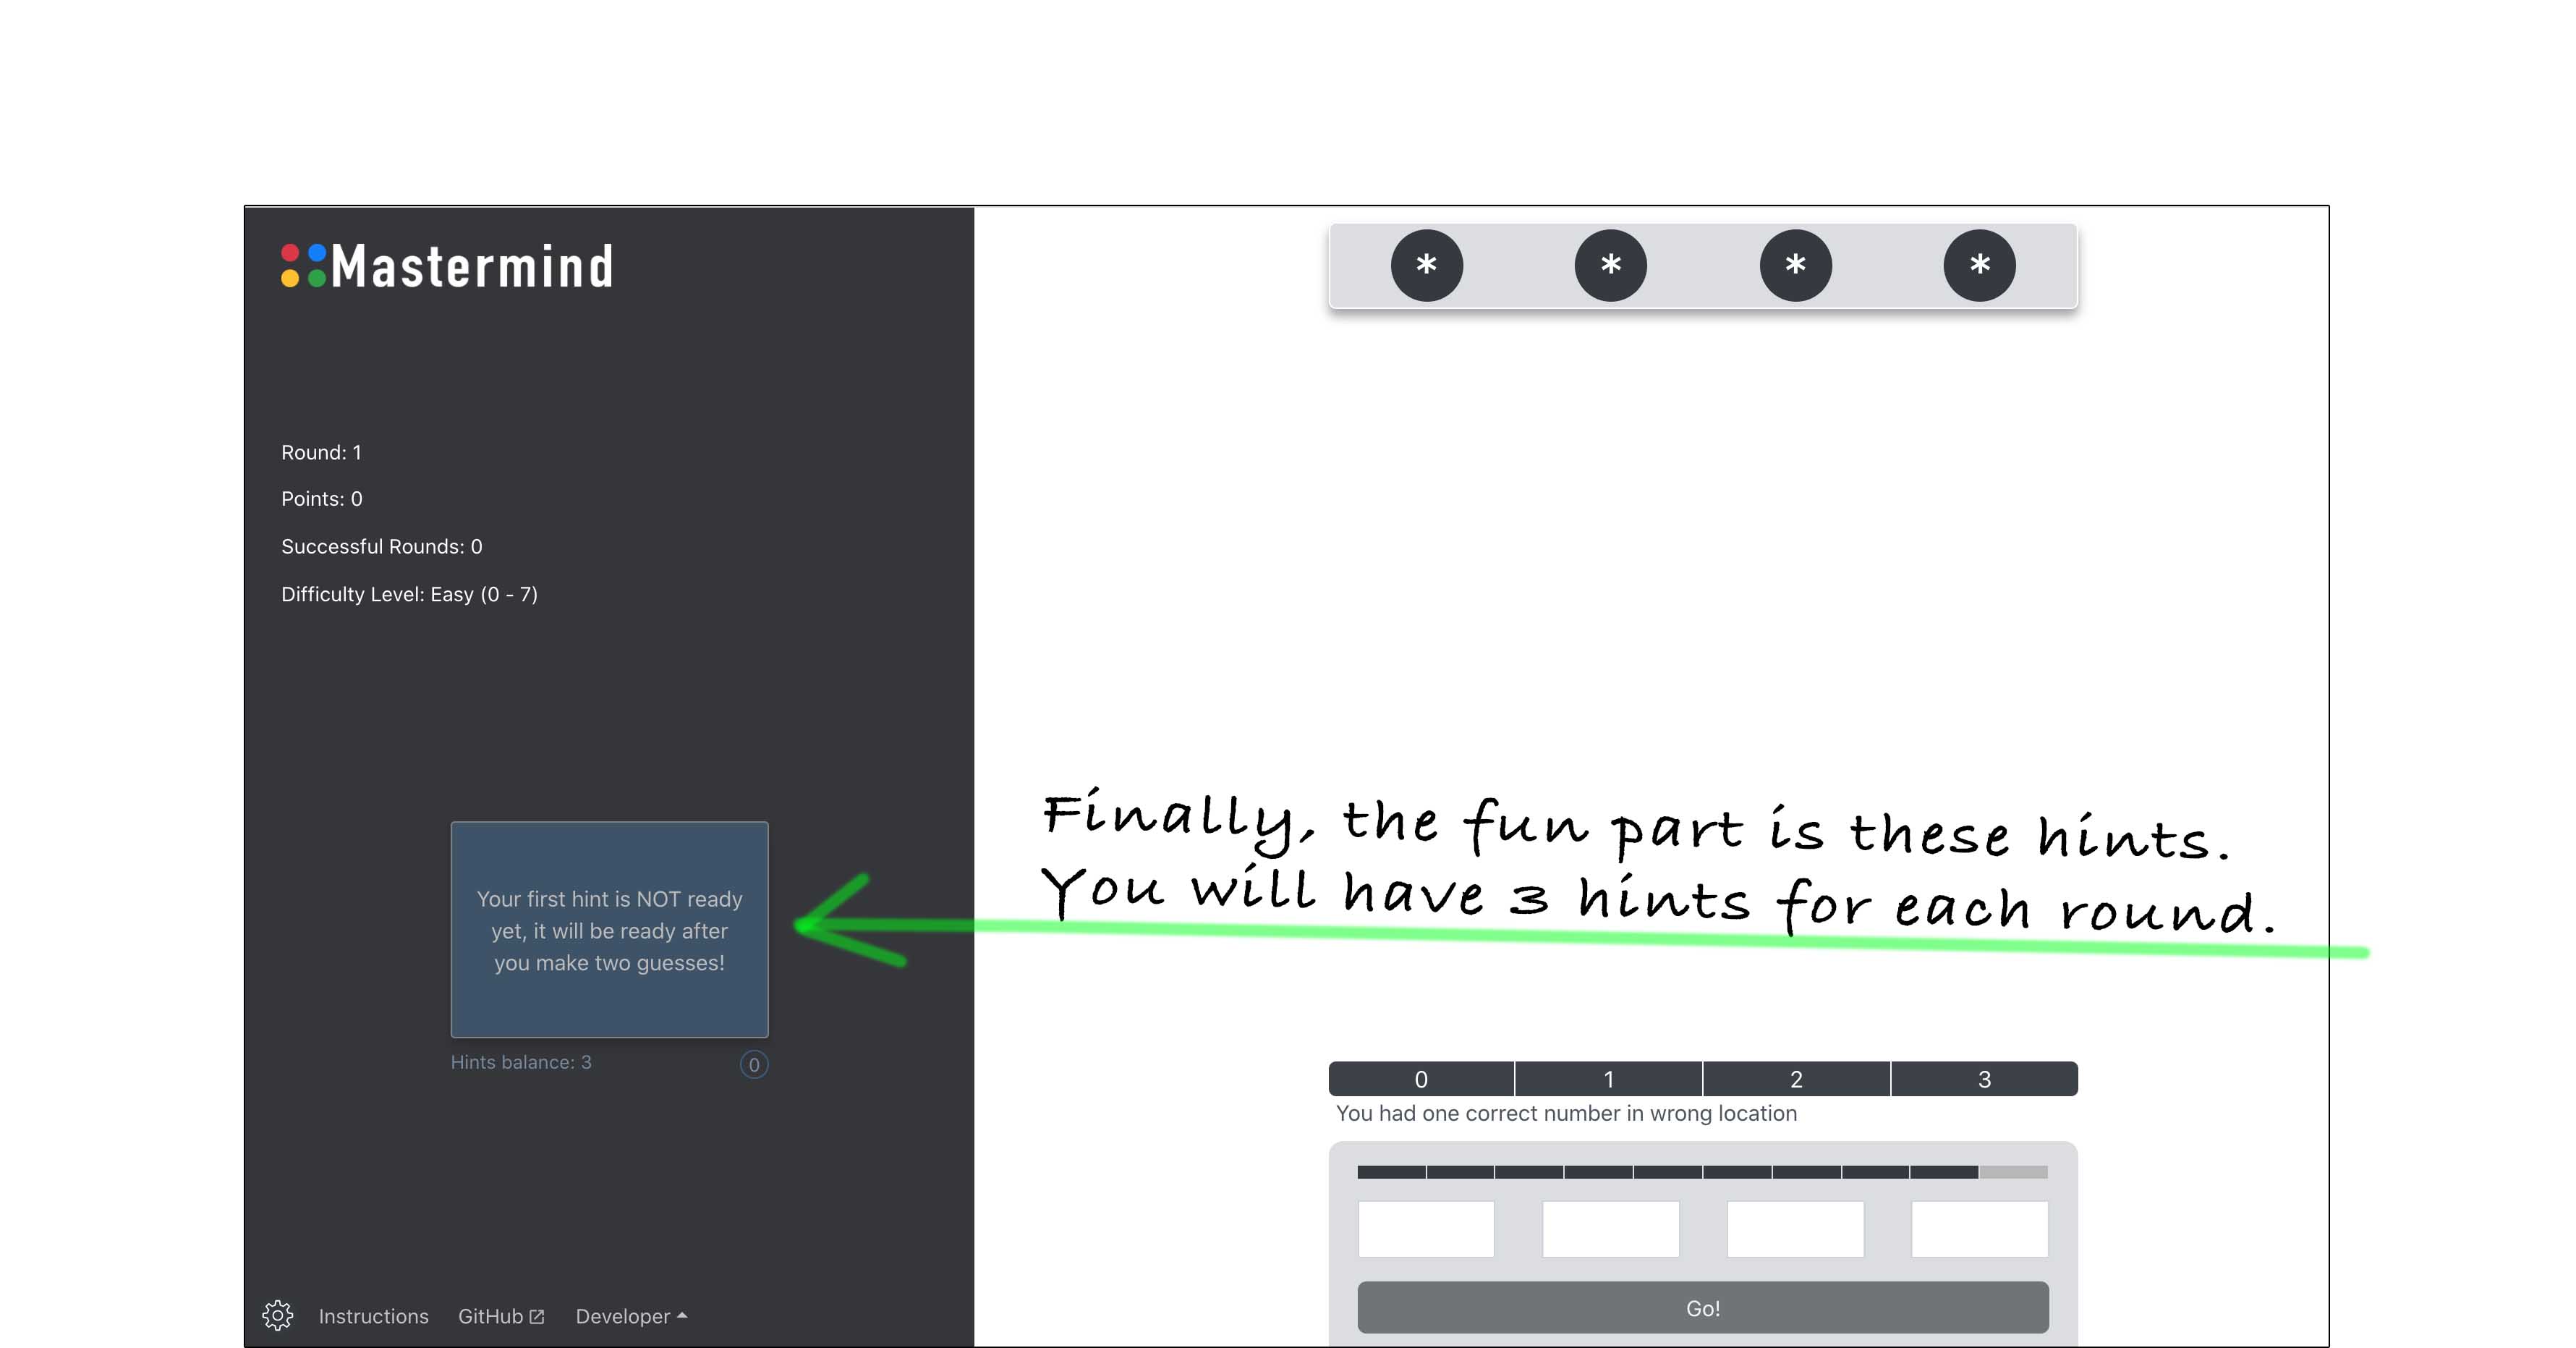 Mastermind
* * * *
Round: 1
Points: 0
Successful Rounds: 0
Difficulty Level: Easy (0 - 7)
Finally, the fun part is these hints.
You will have 3 hints for each round.
Your first hint is NOT ready
yet, it will be ready after
you make two guesses!
Hints balance: 3
0
0 1 2 3
You had one correct number in wrong location
Go!
Instructions GitHub Developer